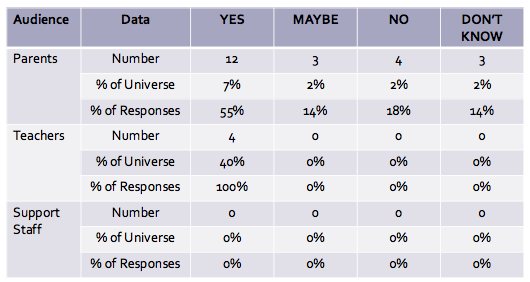 Audience Data YES MAYBE NO DON'T KNOW
Parents Number 12 3 4 3
% of Universe 7% 2% 2% 2%
% of Responses 55% 14% 18% 14%
Teachers Number 4 0 0 0
% of Universe 40% 0% 0% 0%
% of Responses 100% 0% 0% 0%
Support Staff Number 0 0 0 0
% of Universe 0% 0% 0% 0%
% of Responses 0% 0% 0% 0%